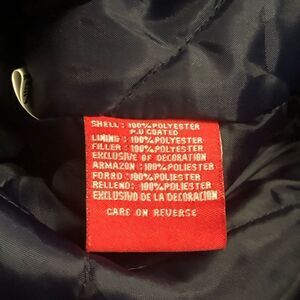 SHELL : 100%POLYESTER
P.U COATED
LINING : 100%POLYESTER
FILLER : 100%POLYESTER
EXCLUSIVE OF DECORATION
ARMAZON : 100%POLIESTER
FORRO : 100%POLIESTER
RELLENO : 100%POLIESTER
EXCLUSIVO DE LA DECORACION
CARE ON REVERSE